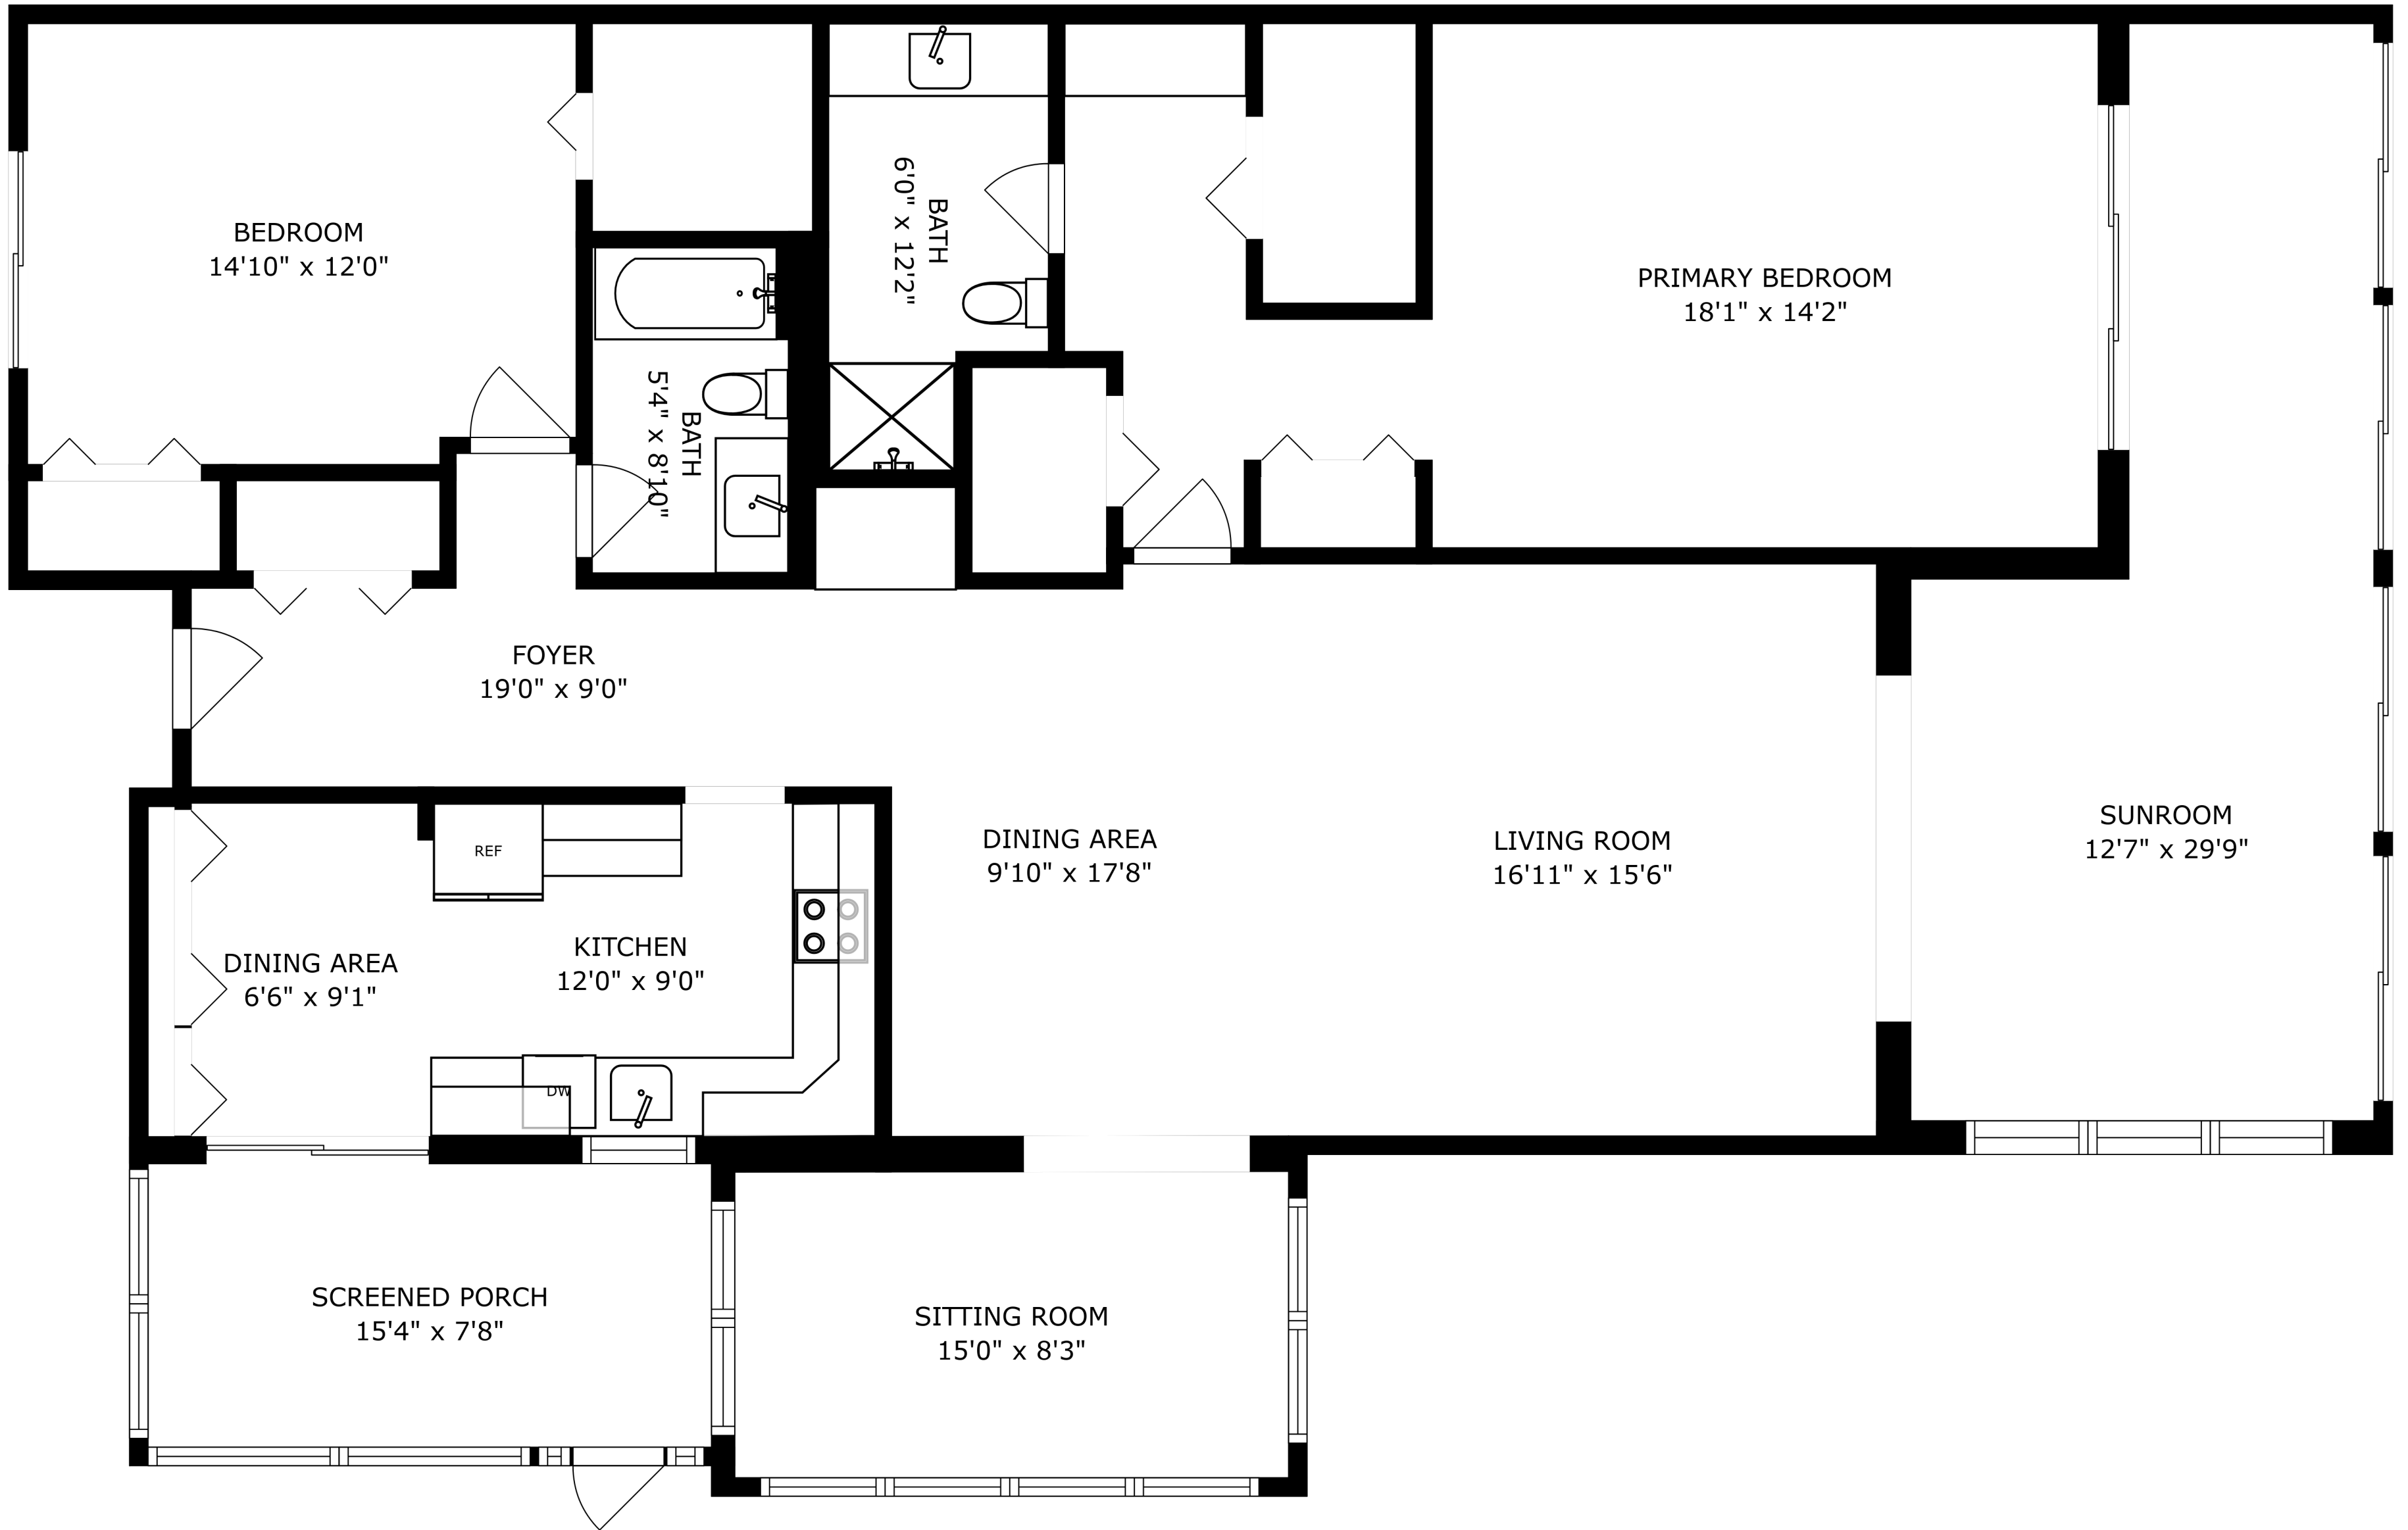 BEDROOM
14'10" x 12'0"
BATH
6'0" x 12'2"
PRIMARY BEDROOM
18'1" x 14'2"
BATH
5'4" x 8'10"
FOYER
19'0" x 9'0"
DINING AREA
9'10" x 17'8"
LIVING ROOM
16'11" x 15'6"
SUNROOM
12'7" x 29'9"
REF
KITCHEN
12'0" x 9'0"
DINING AREA
6'6" x 9'1"
DW
SCREENED PORCH
15'4" x 7'8"
SITTING ROOM
15'0" x 8'3"